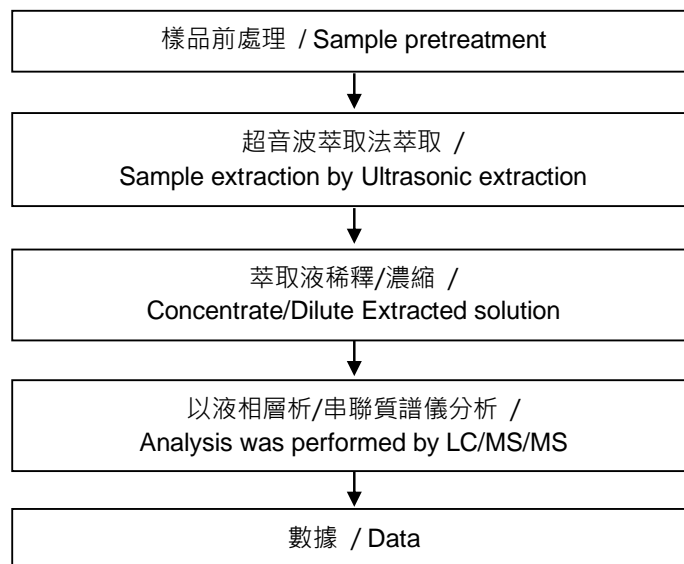 樣品前處理 / Sample pretreatment
超音波萃取法萃取 /
Sample extraction by Ultrasonic extraction
萃取液稀釋/濃縮 /
Concentrate/Dilute Extracted solution
以液相層析/串聯質譜儀分析 /
Analysis was performed by LC/MS/MS
數據 / Data